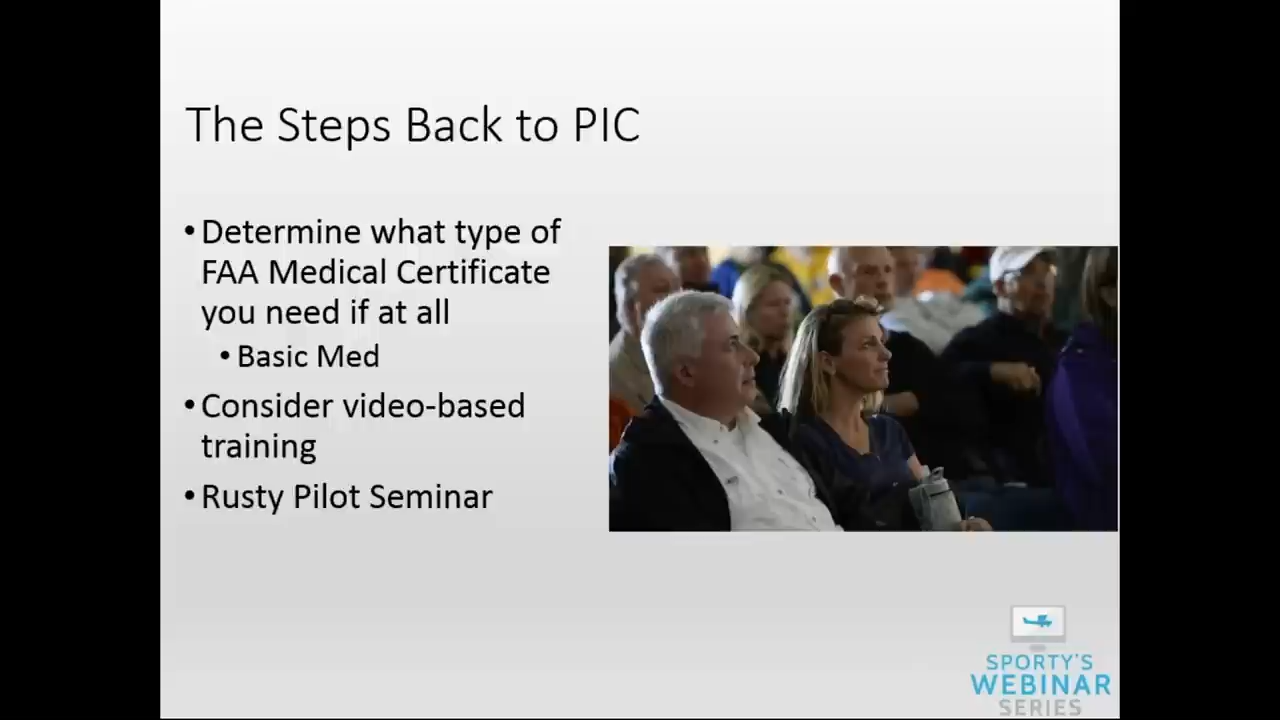 The Steps Back to PIC
• Determine what type of
FAA Medical Certificate
you need if at all
• Basic Med
• Consider video-based
training
• Rusty Pilot Seminar
SPORTY'S
WEBINAR
SERIES